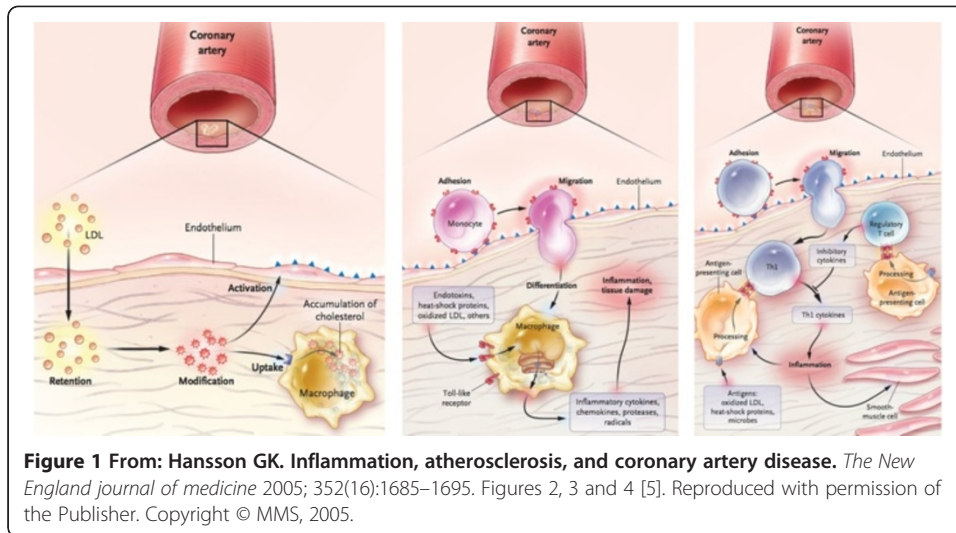 Coronary
artery
LDL
Endothelium
Activation
Accumulation of
cholesterol
Uptake
Retention
Modification
Macrophage
Coronary
artery
Adhesion
Migration
Endothelium
Monocyte
Differentiation
Inflammation,
tissue damage
Endotoxins,
heat-shock proteins,
oxidized LDL, others
Macrophage
Toll-like
receptor
Inflammatory cytokines,
chemokines, proteases,
radicals
Coronary
artery
Adhesion
Migration
Endothelium
Regulatory
T cell
Antigen-
presenting cell
Th1
Inhibitory
cytokines
Processing
Antigen-
presenting cell
Th1 cytokines
Processing
Inflammation
Antigens:
oxidized LDL,
heat-shock proteins,
microbes
Smooth-
muscle cell
Figure 1 From: Hansson GK. Inflammation, atherosclerosis, and coronary artery disease. The New
England journal of medicine 2005; 352(16):1685–1695. Figures 2, 3 and 4 [5]. Reproduced with permission of
the Publisher. Copyright © MMS, 2005.